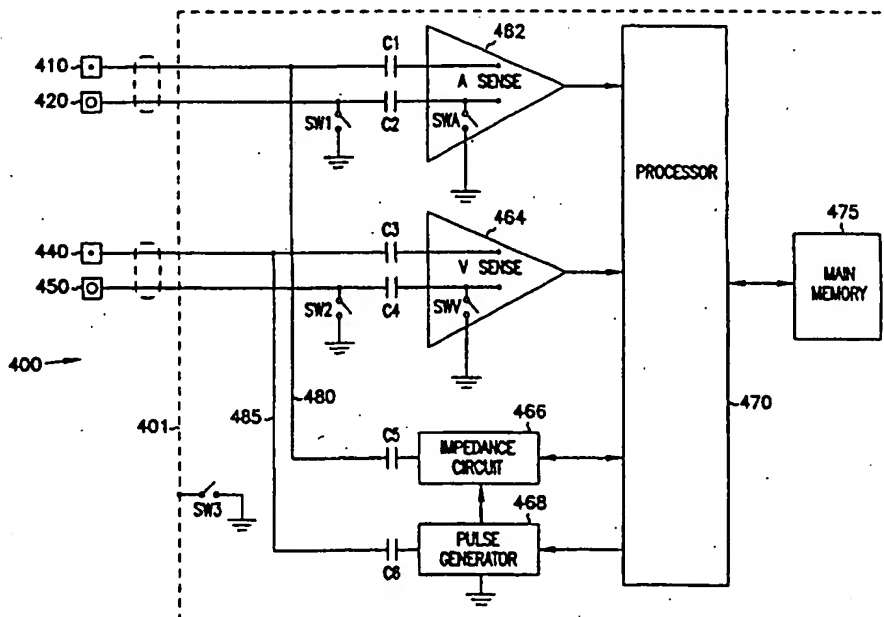 462
410
C1
A SENSE
420
SW1
C2
SWA
PROCESSOR
464
475
440
C3
V SENSE
MAIN
MEMORY
450
SW2
C4
SWV
400
480
466
470
485
401
C5
IMPEDANCE
CIRCUIT
468
SW3
PULSE
GENERATOR
C6